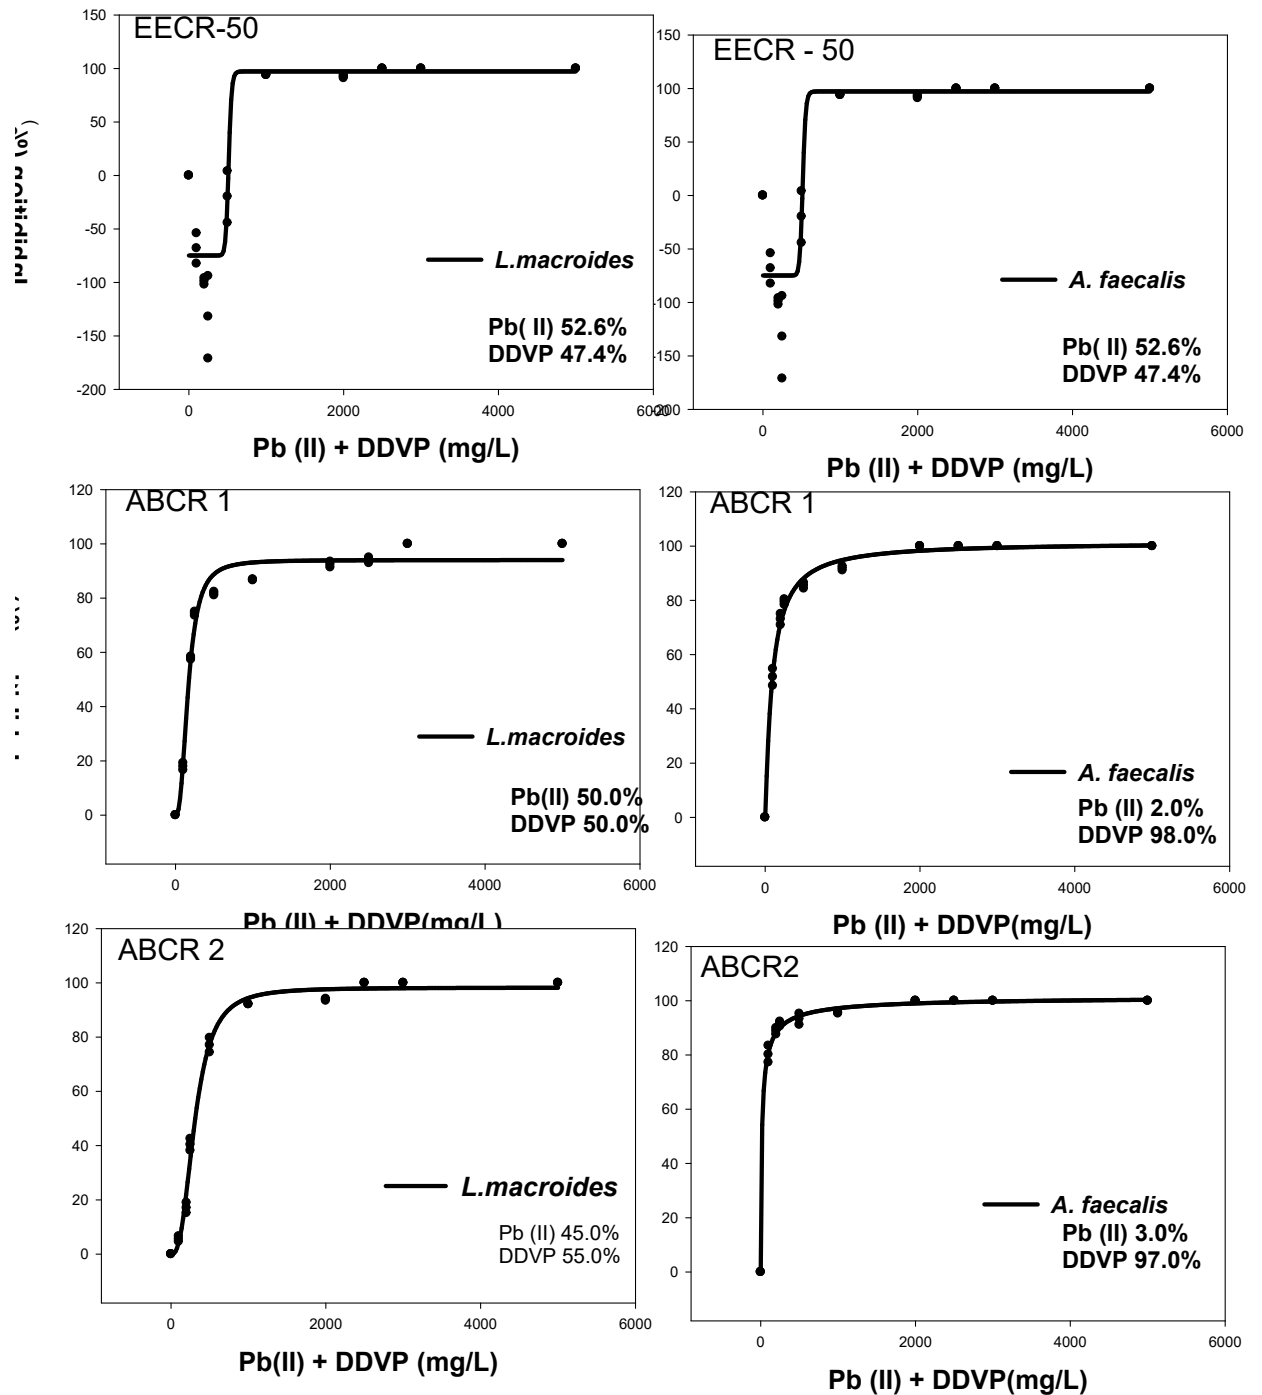 EECR-50
150
100
50
0
-50
-100
-150
-200
L.macroides
Pb( II) 52.6%
DDVP 47.4%
0
2000
4000
Pb (II) + DDVP (mg/L)
EECR - 50
150
100
50
0
-50
-100
-150
A. faecalis
Pb( II) 52.6%
DDVP 47.4%
0
2000
4000
6000
Pb (II) + DDVP (mg/L)
ABCR 1
120
100
80
60
40
20
0
L.macroides
Pb(II) 50.0%
DDVP 50.0%
0
2000
4000
6000
Pb (II) + DDVP(mg/L)
ABCR 1
120
100
80
60
40
20
0
A. faecalis
Pb (II) 2.0%
DDVP 98.0%
0
2000
4000
6000
Pb (II) + DDVP(mg/L)
ABCR 2
120
100
80
60
40
20
0
L.macroides
Pb (II) 45.0%
DDVP 55.0%
0
2000
4000
6000
Pb(II) + DDVP (mg/L)
ABCR2
120
100
80
60
40
20
0
A. faecalis
Pb (II) 3.0%
DDVP 97.0%
0
2000
4000
6000
Pb (II) + DDVP(mg/L)